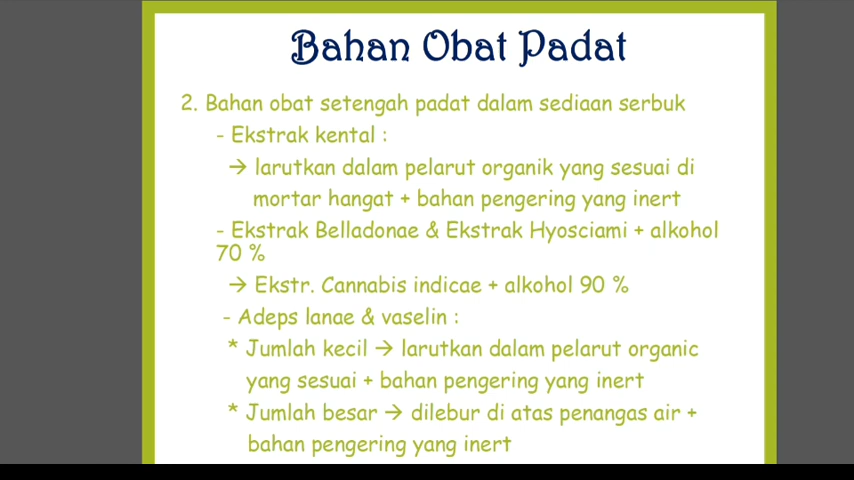 Bahan Obat Padat
2. Bahan obat setengah padat dalam sediaan serbuk
- Ekstrak kental :
→ larutkan dalam pelarut organik yang sesuai di
mortar hangat + bahan pengering yang inert
- Ekstrak Belladonae & Ekstrak Hyosciami + alkohol
70 %
→ Ekstr. Cannabis indicae + alkohol 90 %
- Adeps lanae & vaselin :
* Jumlah kecil → larutkan dalam pelarut organic
yang sesuai + bahan pengering yang inert
* Jumlah besar → dilebur di atas penangas air +
bahan pengering yang inert